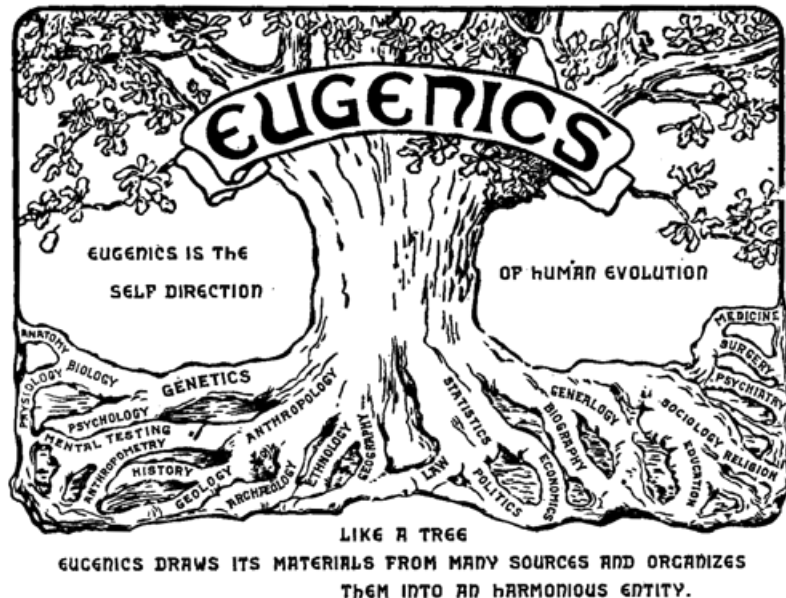 EUGENICS
EUGENICS IS THE
SELF DIRECTION
OF HUMAN EVOLUTION
ANATOMY
PHYSIOLOGY
BIOLOGY
GENETICS
PSYCHOLOGY
MENTAL TESTING
ANTHROPOMETRY
HISTORY
GEOLOGY
ANTHROPOLOGY
ARCHÆOLOGY
ETHNOLOGY
GEOGRAPHY
LAW
STATISTICS
POLITICS
ECONOMICS
BIOGRAPHY
GENEALOGY
EDUCATION
SOCIOLOGY
RELIGION
PSYCHIATRY
SURGERY
MEDICINE
LIKE A TREE
EUGENICS DRAWS ITS MATERIALS FROM MANY SOURCES AND ORGANIZES
THEM INTO AN HARMONIOUS ENTITY.